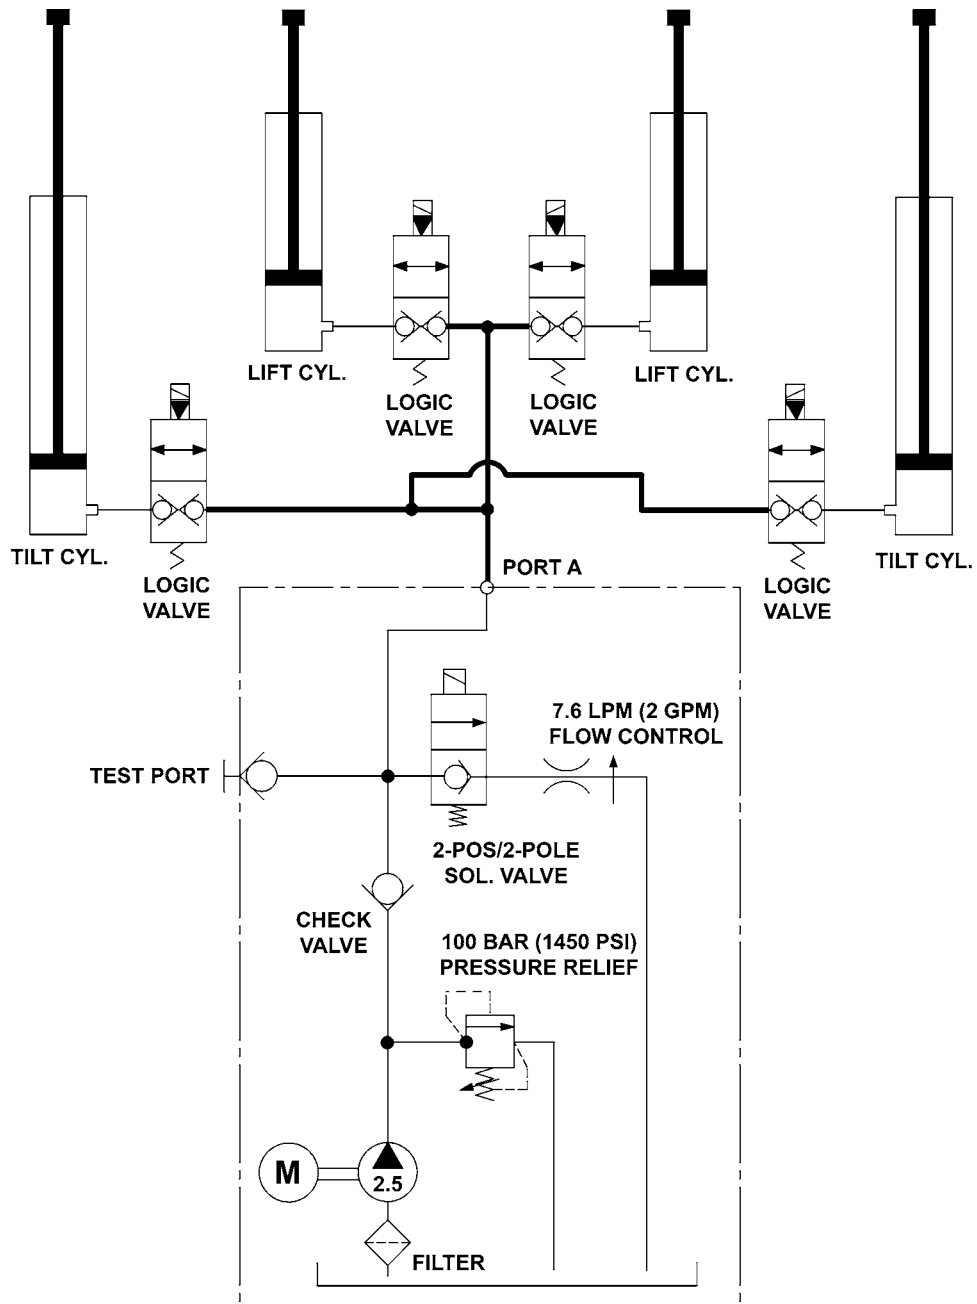 LIFT CYL.
LIFT CYL.
LOGIC
VALVE
LOGIC
VALVE
TILT CYL.
TILT CYL.
LOGIC
VALVE
LOGIC
VALVE
PORT A
7.6 LPM (2 GPM)
FLOW CONTROL
TEST PORT
2-POS/2-POLE
SOL. VALVE
CHECK
VALVE
100 BAR (1450 PSI)
PRESSURE RELIEF
M
2.5
FILTER